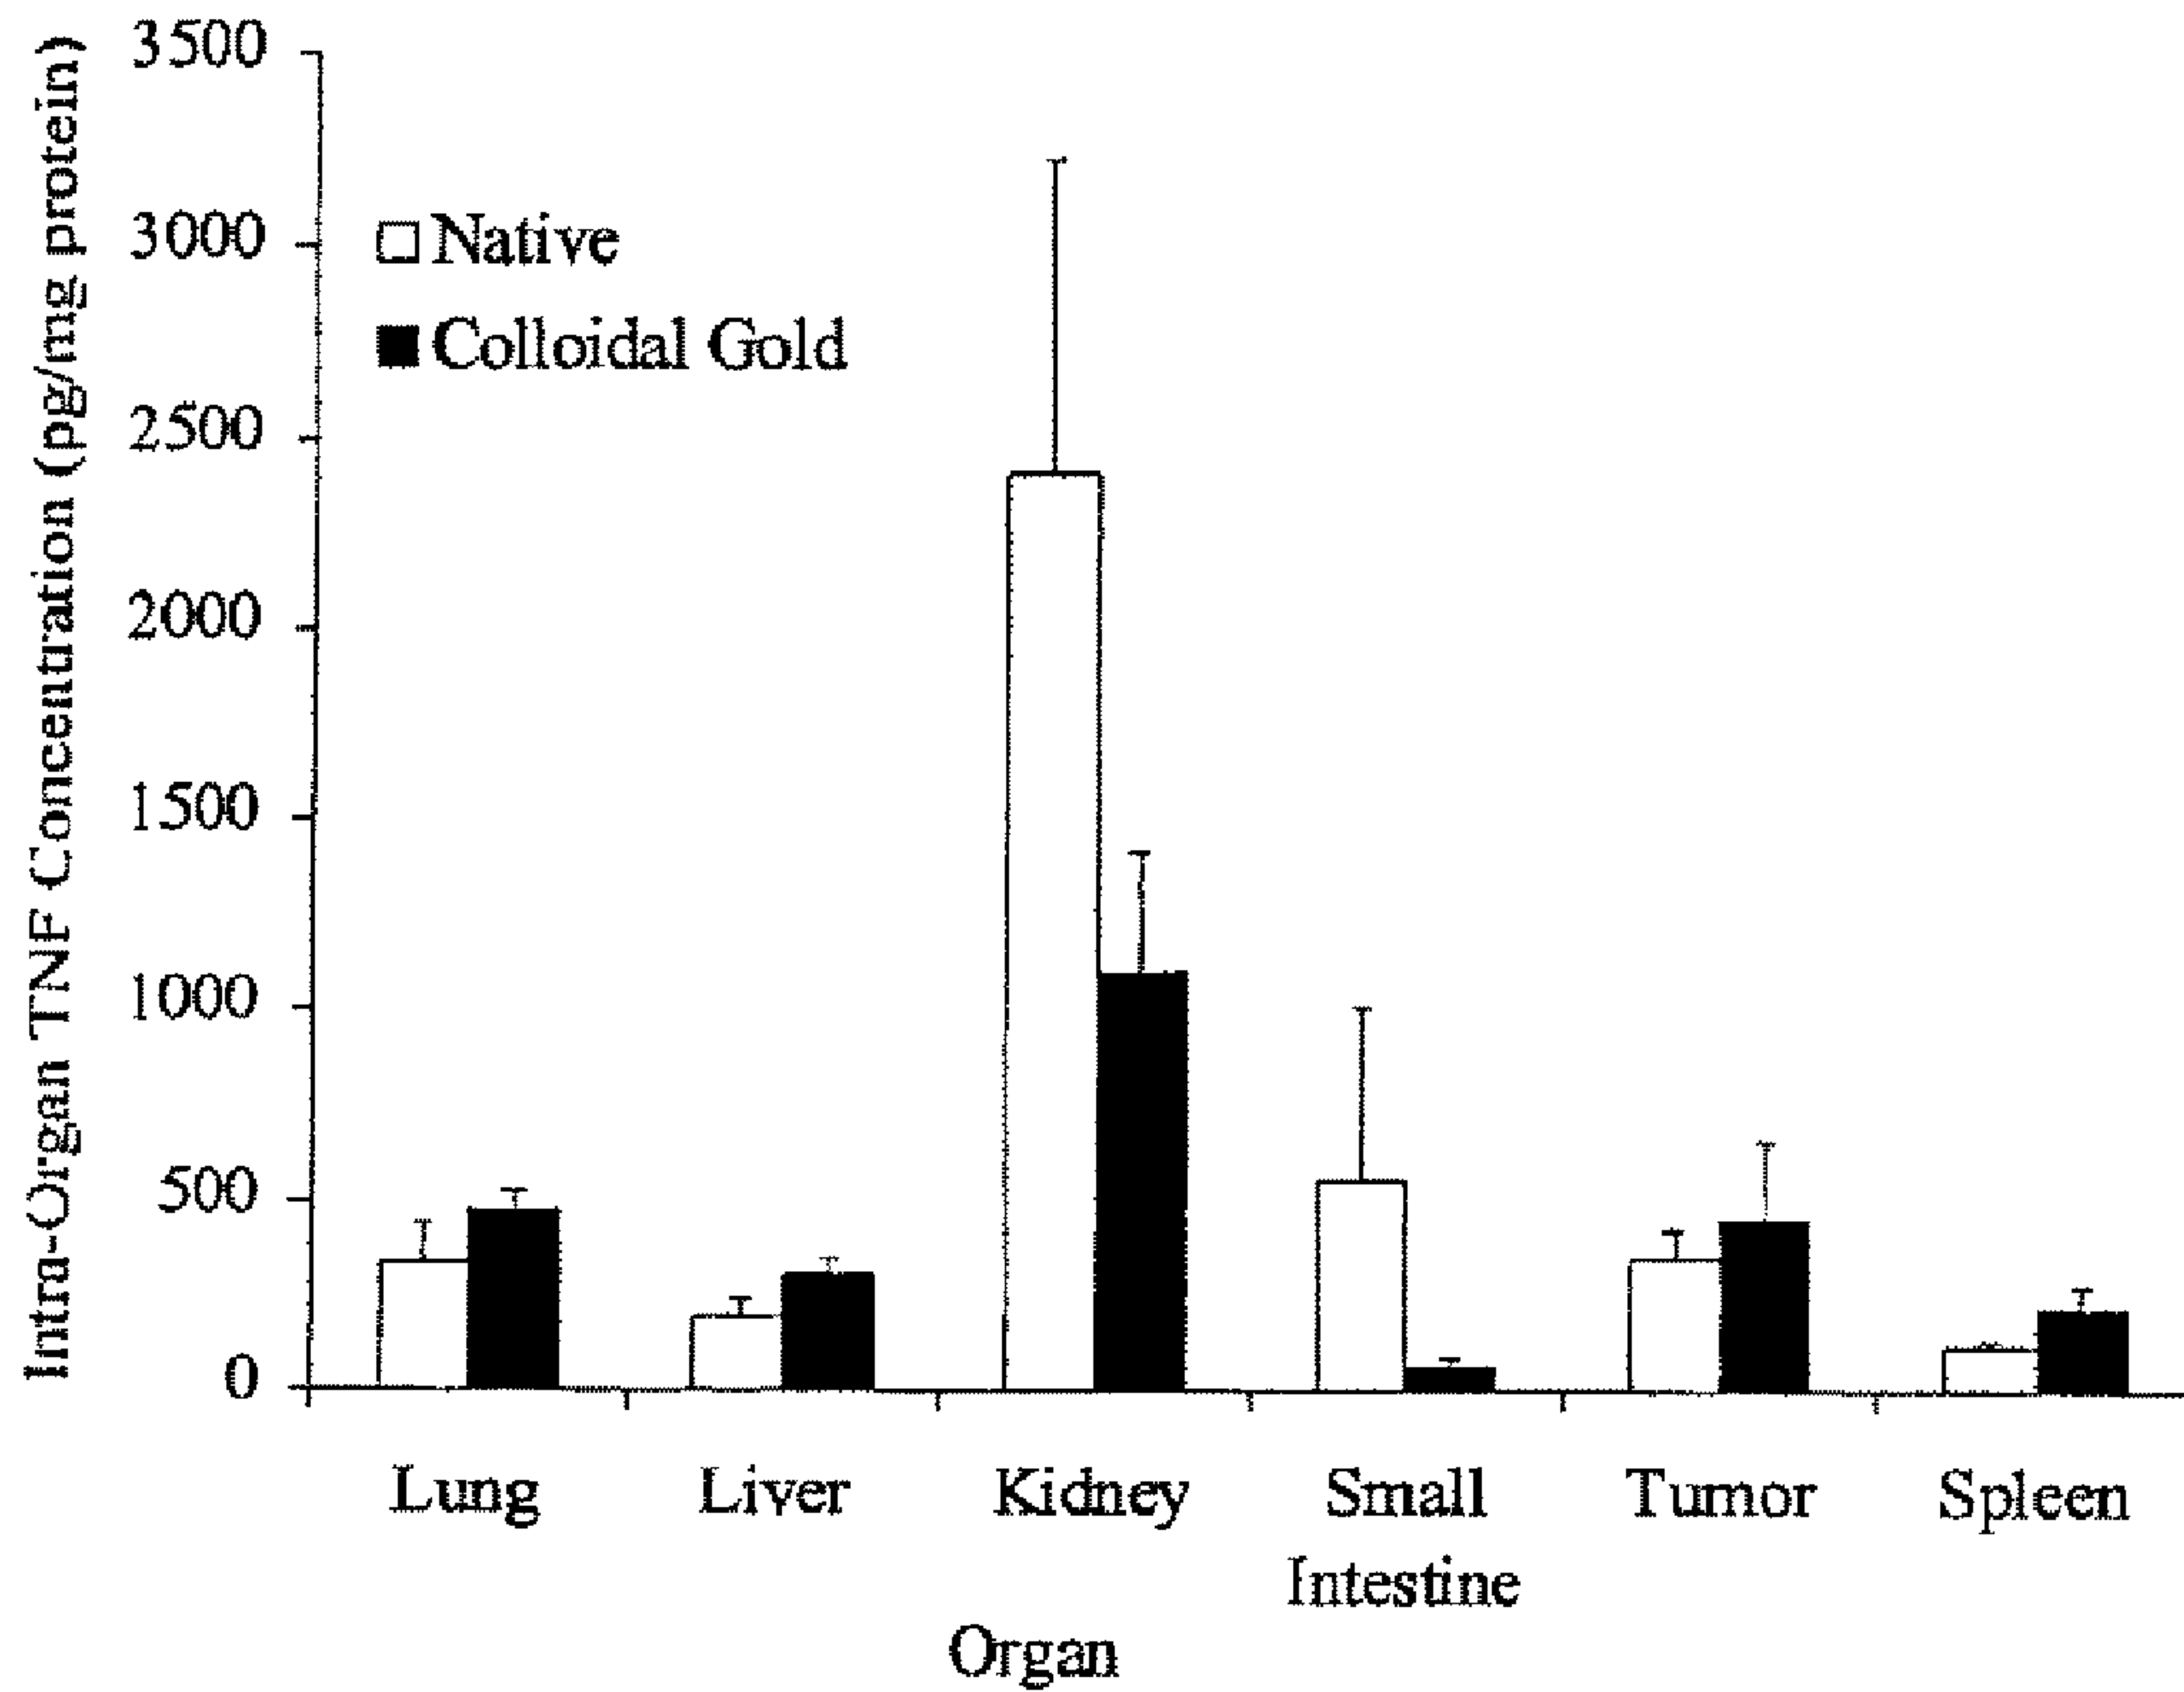 Intra-Organ TNF Concentration (pg/mg protein)
3500
3000
2500
2000
1500
1000
500
0
Native
Colloidal Gold
Lung
Liver
Kidney
Small
Intestine
Tumor
Spleen
Organ